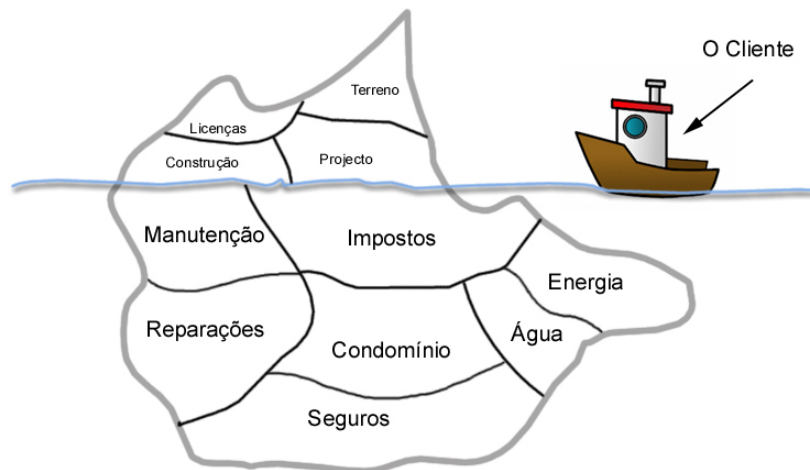 O Cliente
Terreno
Licenças
Construção
Projecto
Manutenção
Impostos
Energia
Reparações
Condomínio
Água
Seguros